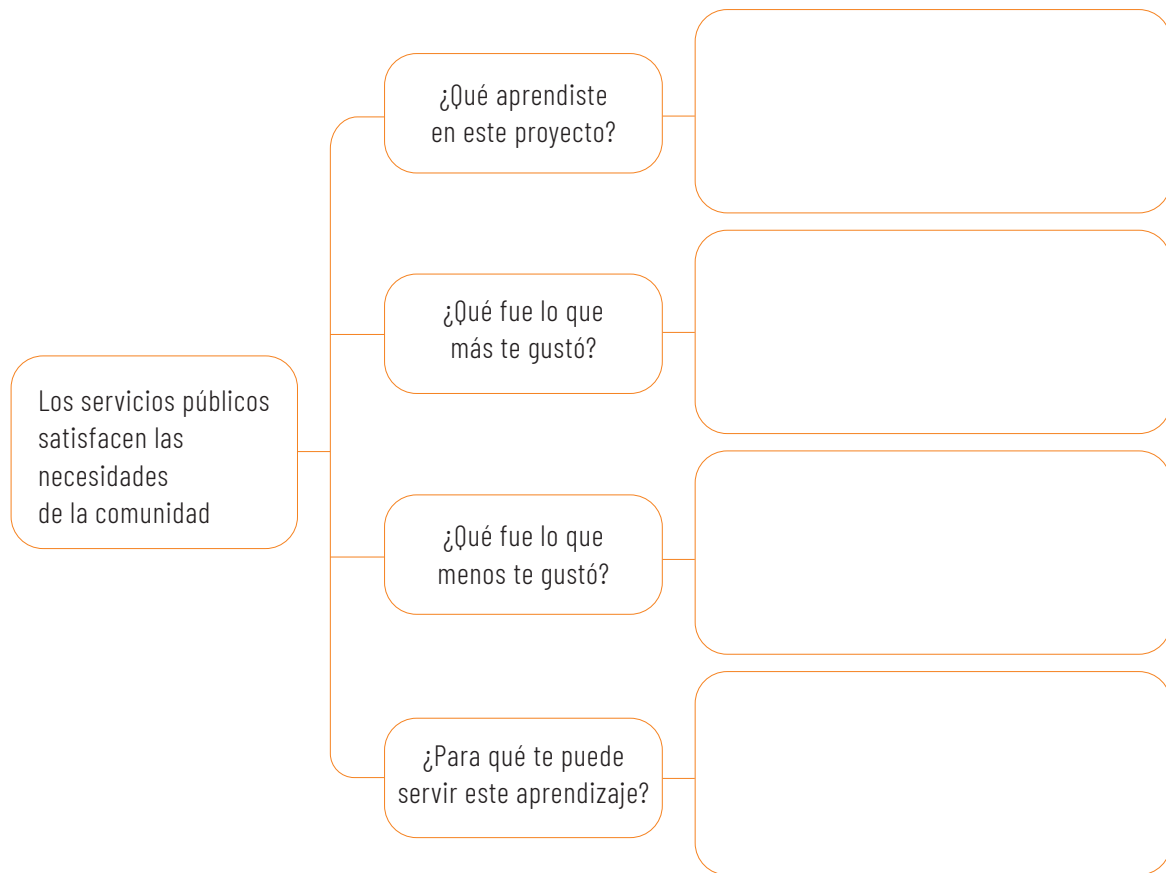 ¿Qué aprendiste
en este proyecto?
¿Qué fue lo que
más te gustó?
Los servicios públicos
satisfacen las
necesidades
de la comunidad
¿Qué fue lo que
menos te gustó?
¿Para qué te puede
servir este aprendizaje?